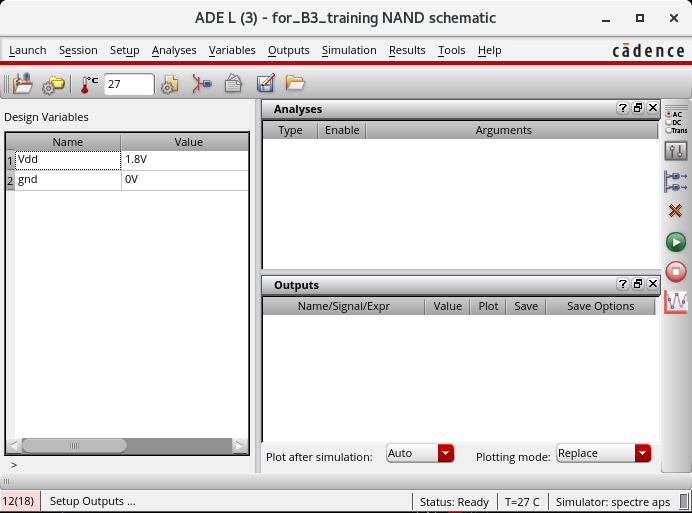 ADE L (3) - for_B3_training NAND schematic
Launch Session Setup Analyses Variables Outputs Simulation Results Tools Help
cādence
°C 27
Design Variables
Name Value
1 Vdd 1.8V
2 gnd 0V
>
Analyses
Type Enable Arguments
Outputs
Name/Signal/Expr Value Plot Save Save Options
Plot after simulation: Auto Plotting mode: Replace
AC
DC
Trans
12(18) Setup Outputs ... Status: Ready T=27 C Simulator: spectre aps